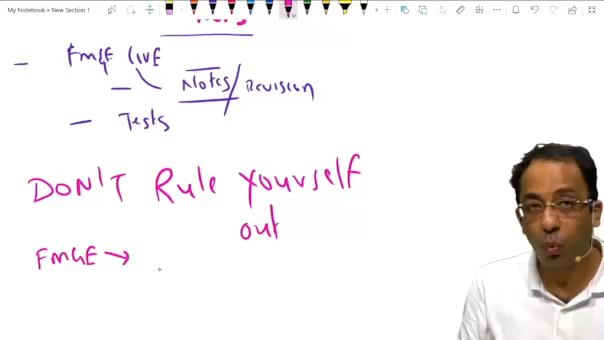 My Notebook > New Section 1
- FMGE LIVE
- Notes / Revision
- Tests
DON'T Rule yourself
out
FMGE →